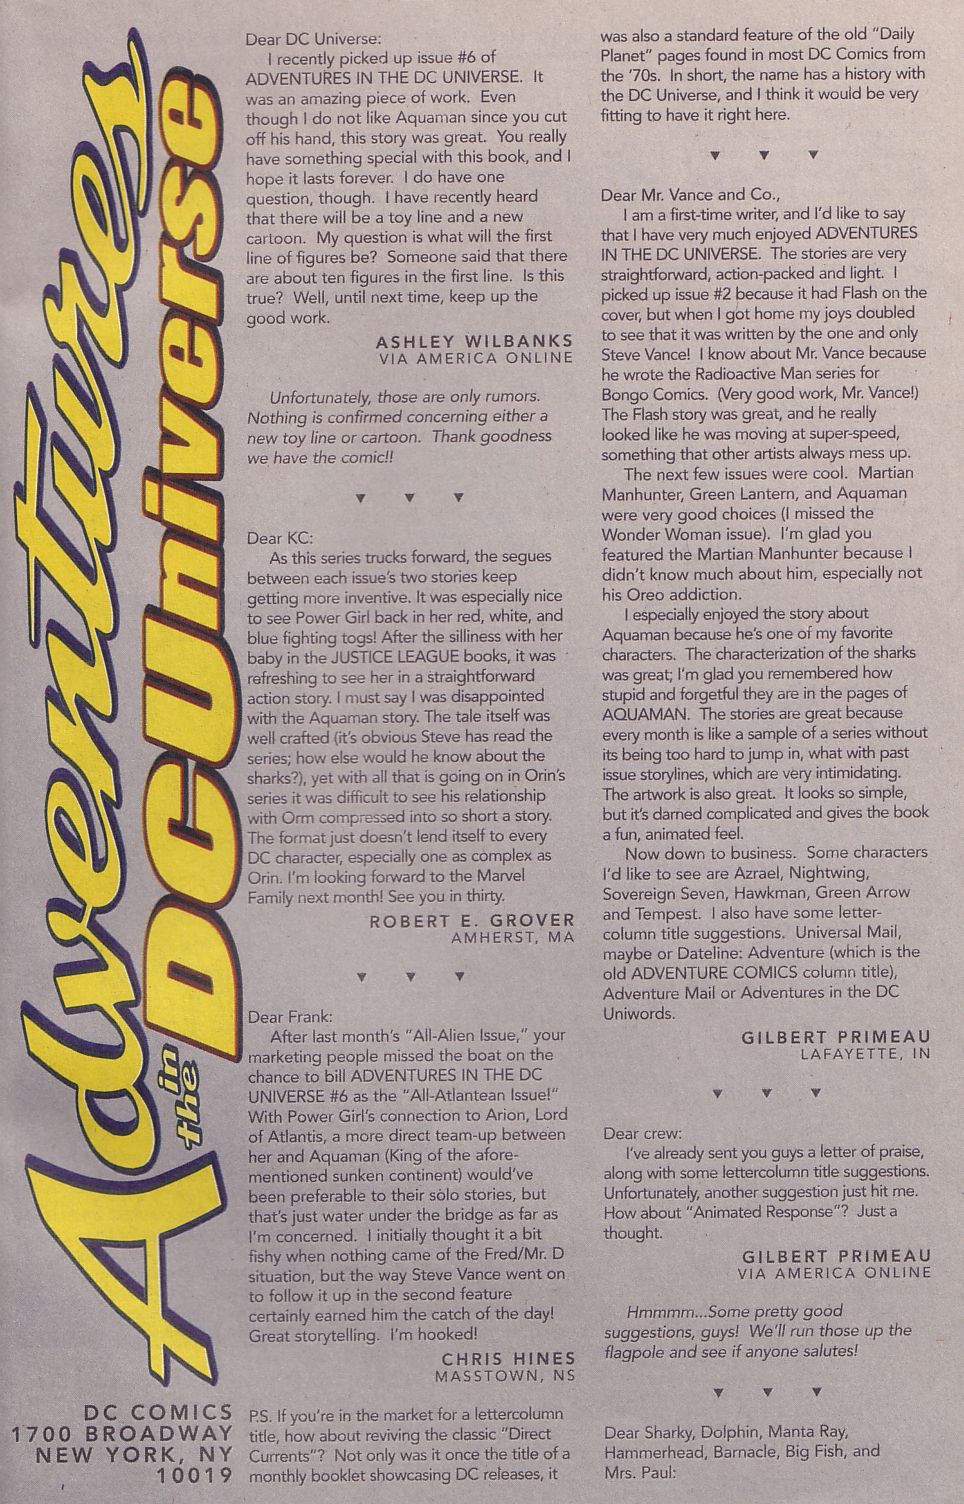 Adventures
in the
DC Universe
DC COMICS
1700 BROADWAY
NEW YORK, NY
10019
Dear DC Universe:
I recently picked up issue #6 of
ADVENTURES IN THE DC UNIVERSE. It
was an amazing piece of work. Even
though I do not like Aquaman since you cut
off his hand, this story was great. You really
have something special with this book, and I
hope it lasts forever. I do have one
question, though. I have recently heard
that there will be a toy line and a new
cartoon. My question is what will the first
line of figures be? Someone said that there
are about ten figures in the first line. Is this
true? Well, until next time, keep up the
good work.
ASHLEY WILBANKS
VIA AMERICA ONLINE
Unfortunately, those are only rumors.
Nothing is confirmed concerning either a
new toy line or cartoon. Thank goodness
we have the comic!!
Dear KC:
As this series trucks forward, the segues
between each issue's two stories keep
getting more inventive. It was especially nice
to see Power Girl back in her red, white, and
blue fighting togs! After the silliness with her
baby in the JUSTICE LEAGUE books, it was
refreshing to see her in a straightforward
action story. I must say I was disappointed
with the Aquaman story. The tale itself was
well crafted (it's obvious Steve has read the
series; how else would he know about the
sharks?), yet with all that is going on in Orin's
series it was difficult to see his relationship
with Orm compressed into so short a story.
The format just doesn't lend itself to every
DC character, especially one as complex as
Orin. I'm looking forward to the Marvel
Family next month! See you in thirty.
ROBERT E. GROVER
AMHERST, MA
Dear Frank:
After last month's "All-Alien Issue," your
marketing people missed the boat on the
chance to bill ADVENTURES IN THE DC
UNIVERSE #6 as the "All-Atlantean Issue!"
With Power Girl's connection to Arion, Lord
of Atlantis, a more direct team-up between
her and Aquaman (King of the afore-
mentioned sunken continent) would've
been preferable to their solo stories, but
that's just water under the bridge as far as
I'm concerned. I initially thought it a bit
fishy when nothing came of the Fred/Mr. D
situation, but the way Steve Vance went on
to follow it up in the second feature
certainly earned him the catch of the day!
Great storytelling. I'm hooked!
CHRIS HINES
MASSTOWN, NS
P.S. If you're in the market for a lettercolumn
title, how about reviving the classic "Direct
Currents"? Not only was it once the title of a
monthly booklet showcasing DC releases, it
was also a standard feature of the old "Daily
Planet" pages found in most DC Comics from
the '70s. In short, the name has a history with
the DC Universe, and I think it would be very
fitting to have it right here.
Dear Mr. Vance and Co.,
I am a first-time writer, and I'd like to say
that I have very much enjoyed ADVENTURES
IN THE DC UNIVERSE. The stories are very
straightforward, action-packed and light. I
picked up issue #2 because it had Flash on the
cover, but when I got home my joys doubled
to see that it was written by the one and only
Steve Vance! I know about Mr. Vance because
he wrote the Radioactive Man series for
Bongo Comics. (Very good work, Mr. Vance!)
The Flash story was great, and he really
looked like he was moving at super-speed,
something that other artists always mess up.
The next few issues were cool. Martian
Manhunter, Green Lantern, and Aquaman
were very good choices (I missed the
Wonder Woman issue). I'm glad you
featured the Martian Manhunter because I
didn't know much about him, especially not
his Oreo addiction.
I especially enjoyed the story about
Aquaman because he's one of my favorite
characters. The characterization of the sharks
was great; I'm glad you remembered how
stupid and forgetful they are in the pages of
AQUAMAN. The stories are great because
every month is like a sample of a series without
its being too hard to jump in, what with past
issue storylines, which are very intimidating.
The artwork is also great. It looks so simple,
but it's darned complicated and gives the book
a fun, animated feel.
Now down to business. Some characters
I'd like to see are Azrael, Nightwing,
Sovereign Seven, Hawkman, Green Arrow
and Tempest. I also have some letter-
column title suggestions. Universal Mail,
maybe or Dateline: Adventure (which is the
old ADVENTURE COMICS column title),
Adventure Mail or Adventures in the DC
Uniwords.
GILBERT PRIMEAU
LAFAYETTE, IN
Dear crew:
I've already sent you guys a letter of praise,
along with some lettercolumn title suggestions.
Unfortunately, another suggestion just hit me.
How about "Animated Response"? Just a
thought.
GILBERT PRIMEAU
VIA AMERICA ONLINE
Hmmmm...Some pretty good
suggestions, guys! We'll run those up the
flagpole and see if anyone salutes!
Dear Sharky, Dolphin, Manta Ray,
Hammerhead, Barnacle, Big Fish, and
Mrs. Paul: